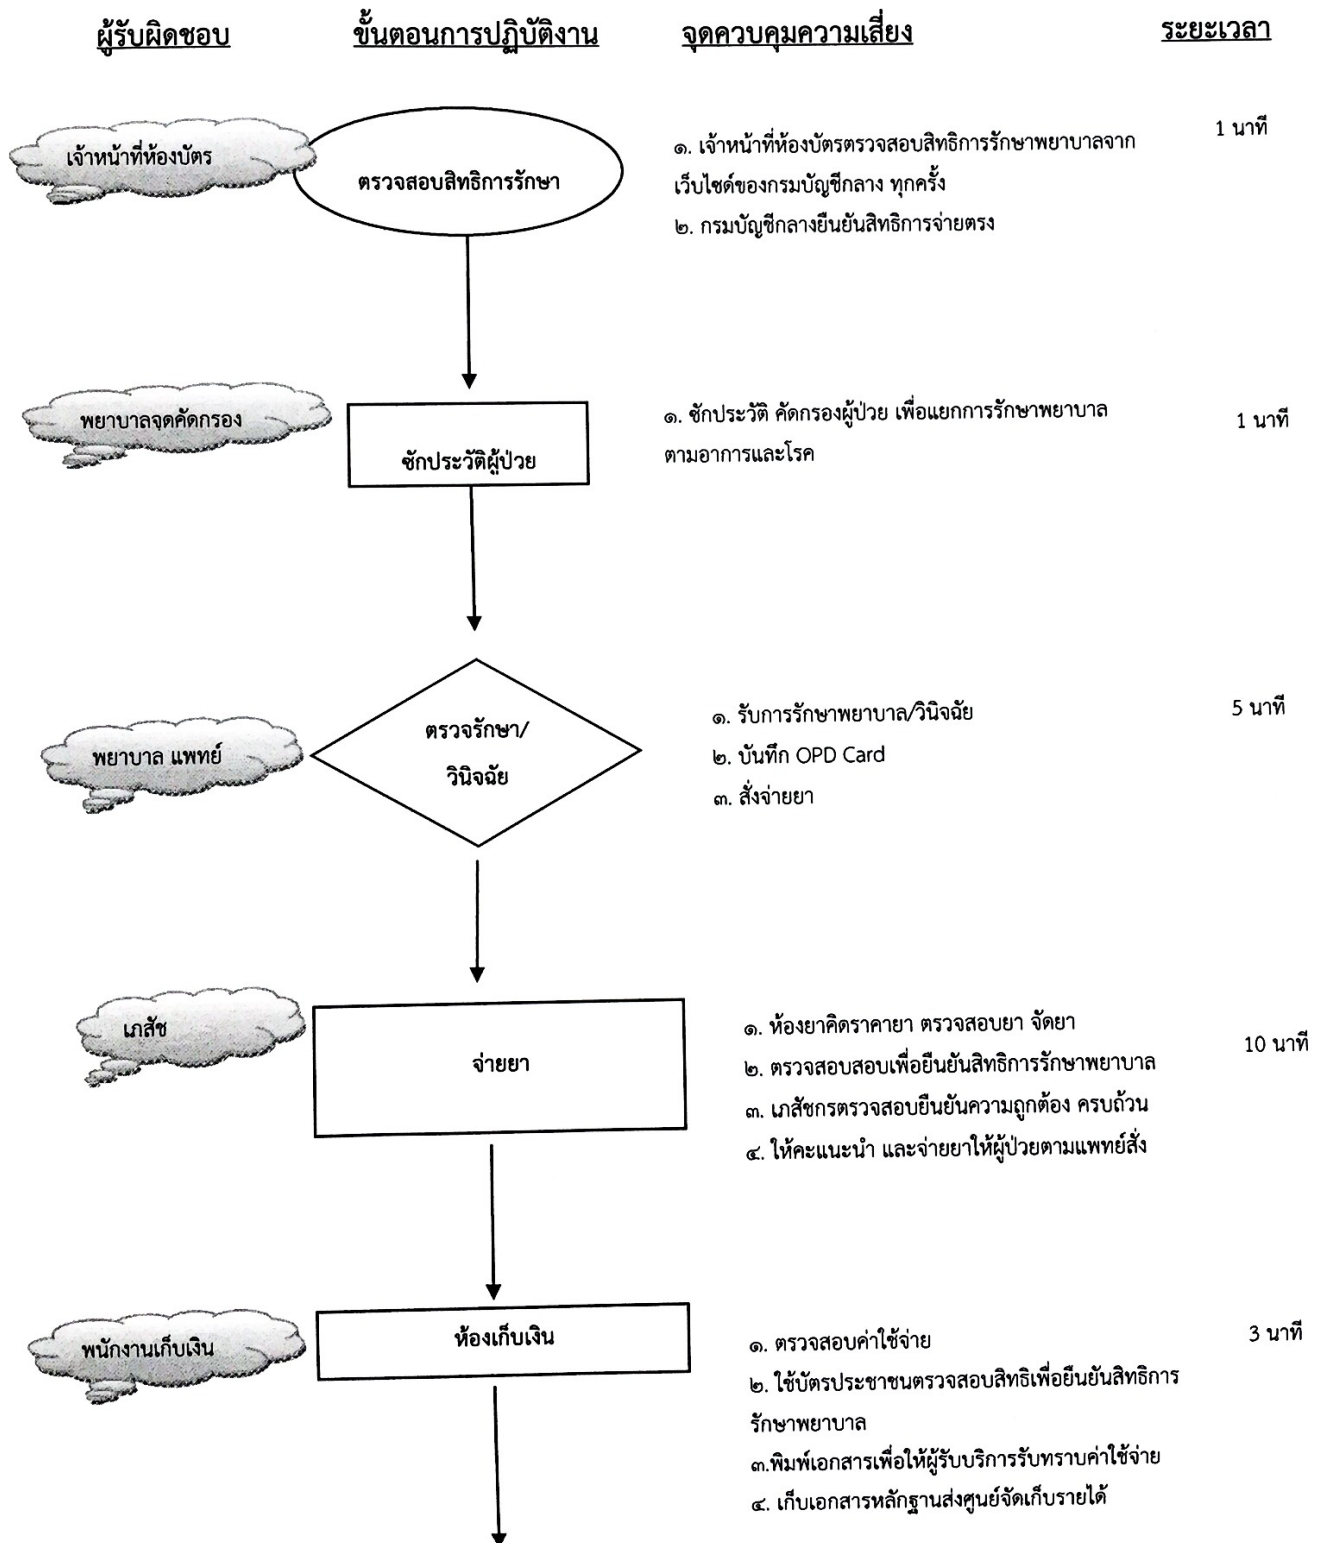 ผู้รับผิดชอบ ขั้นตอนการปฏิบัติงาน จุดควบคุมความเสี่ยง ระยะเวลา
เจ้าหน้าที่ห้องบัตร
ตรวจสอบสิทธิการรักษา
๑. เจ้าหน้าที่ห้องบัตรตรวจสอบสิทธิการรักษาพยาบาลจาก
เว็บไซด์ของกรมบัญชีกลาง ทุกครั้ง
๒. กรมบัญชีกลางยืนยันสิทธิการจ่ายตรง
1 นาที
พยาบาลจุดคัดกรอง
ซักประวัติผู้ป่วย
๑. ซักประวัติ คัดกรองผู้ป่วย เพื่อแยกการรักษาพยาบาล
ตามอาการและโรค
1 นาที
พยาบาล แพทย์
ตรวจรักษา/
วินิจฉัย
๑. รับการรักษาพยาบาล/วินิจฉัย
๒. บันทึก OPD Card
๓. สั่งจ่ายยา
5 นาที
เภสัช
จ่ายยา
๑. ห้องยาคิดราคายา ตรวจสอบยา จัดยา
๒. ตรวจสอบสอบเพื่อยืนยันสิทธิการรักษาพยาบาล
๓. เภสัชกรตรวจสอบยืนยันความถูกต้อง ครบถ้วน
๔. ให้คะแนะนำ และจ่ายยาให้ผู้ป่วยตามแพทย์สั่ง
10 นาที
พนักงานเก็บเงิน
ห้องเก็บเงิน
๑. ตรวจสอบค่าใช้จ่าย
๒. ใช้บัตรประชาชนตรวจสอบสิทธิเพื่อยืนยันสิทธิการ
รักษาพยาบาล
๓.พิมพ์เอกสารเพื่อให้ผู้รับบริการรับทราบค่าใช้จ่าย
๔. เก็บเอกสารหลักฐานส่งศูนย์จัดเก็บรายได้
3 นาที